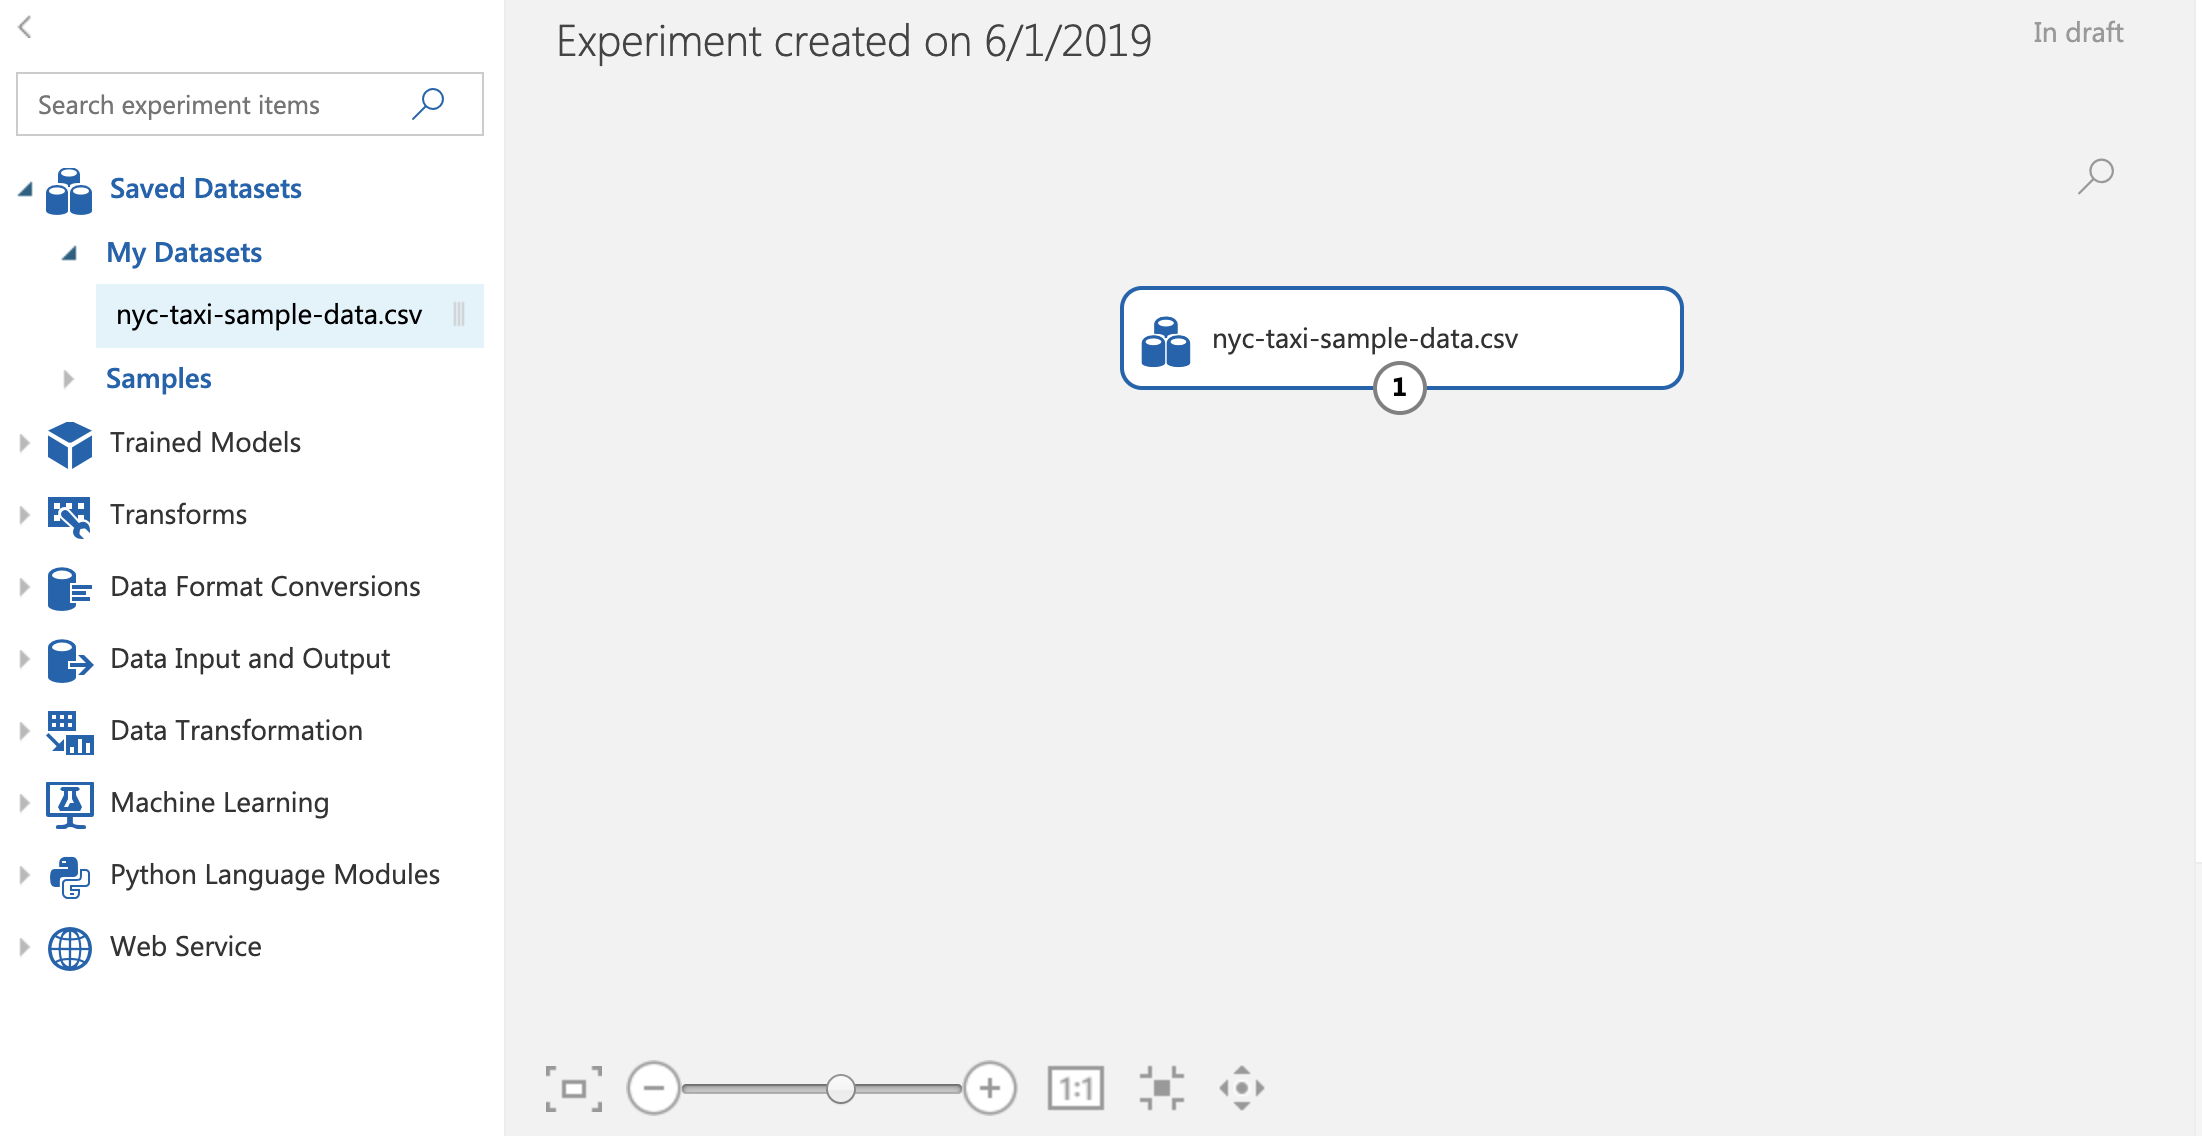 Search experiment items
Saved Datasets
My Datasets
nyc-taxi-sample-data.csv
Samples
Trained Models
Transforms
Data Format Conversions
Data Input and Output
Data Transformation
Machine Learning
Python Language Modules
Web Service
Experiment created on 6/1/2019
In draft
nyc-taxi-sample-data.csv
1
1:1